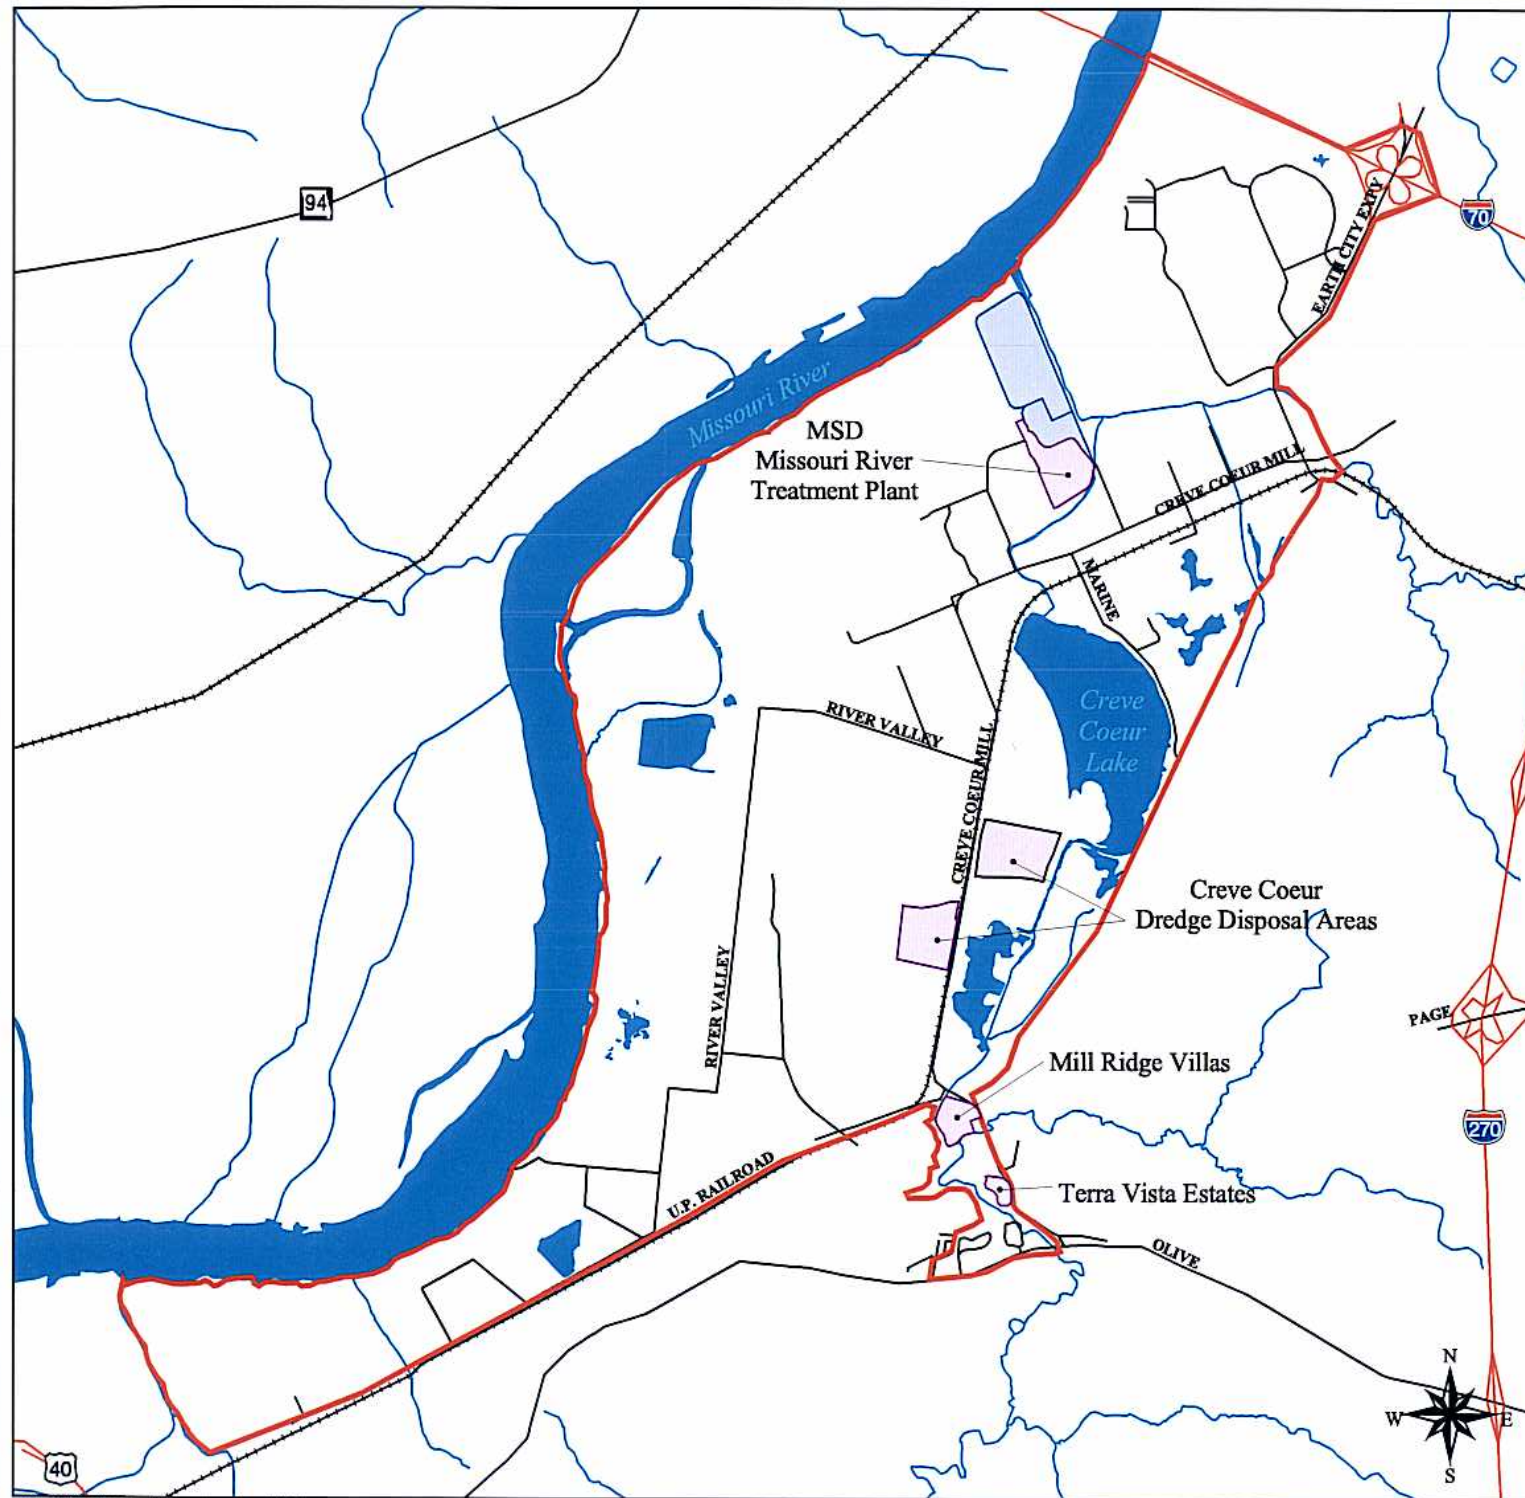 94
70
EARTH CITY EXPY
Missouri River
MSD
Missouri River
Treatment Plant
CREVE COEUR MILL
MARINE
Creve
Coeur
Lake
RIVER VALLEY
CREVE COEUR MILL
Creve Coeur
Dredge Disposal Areas
RIVER VALLEY
PAGE
Mill Ridge Villas
270
U.P. RAILROAD
Terra Vista Estates
OLIVE
N
W
E
S
40